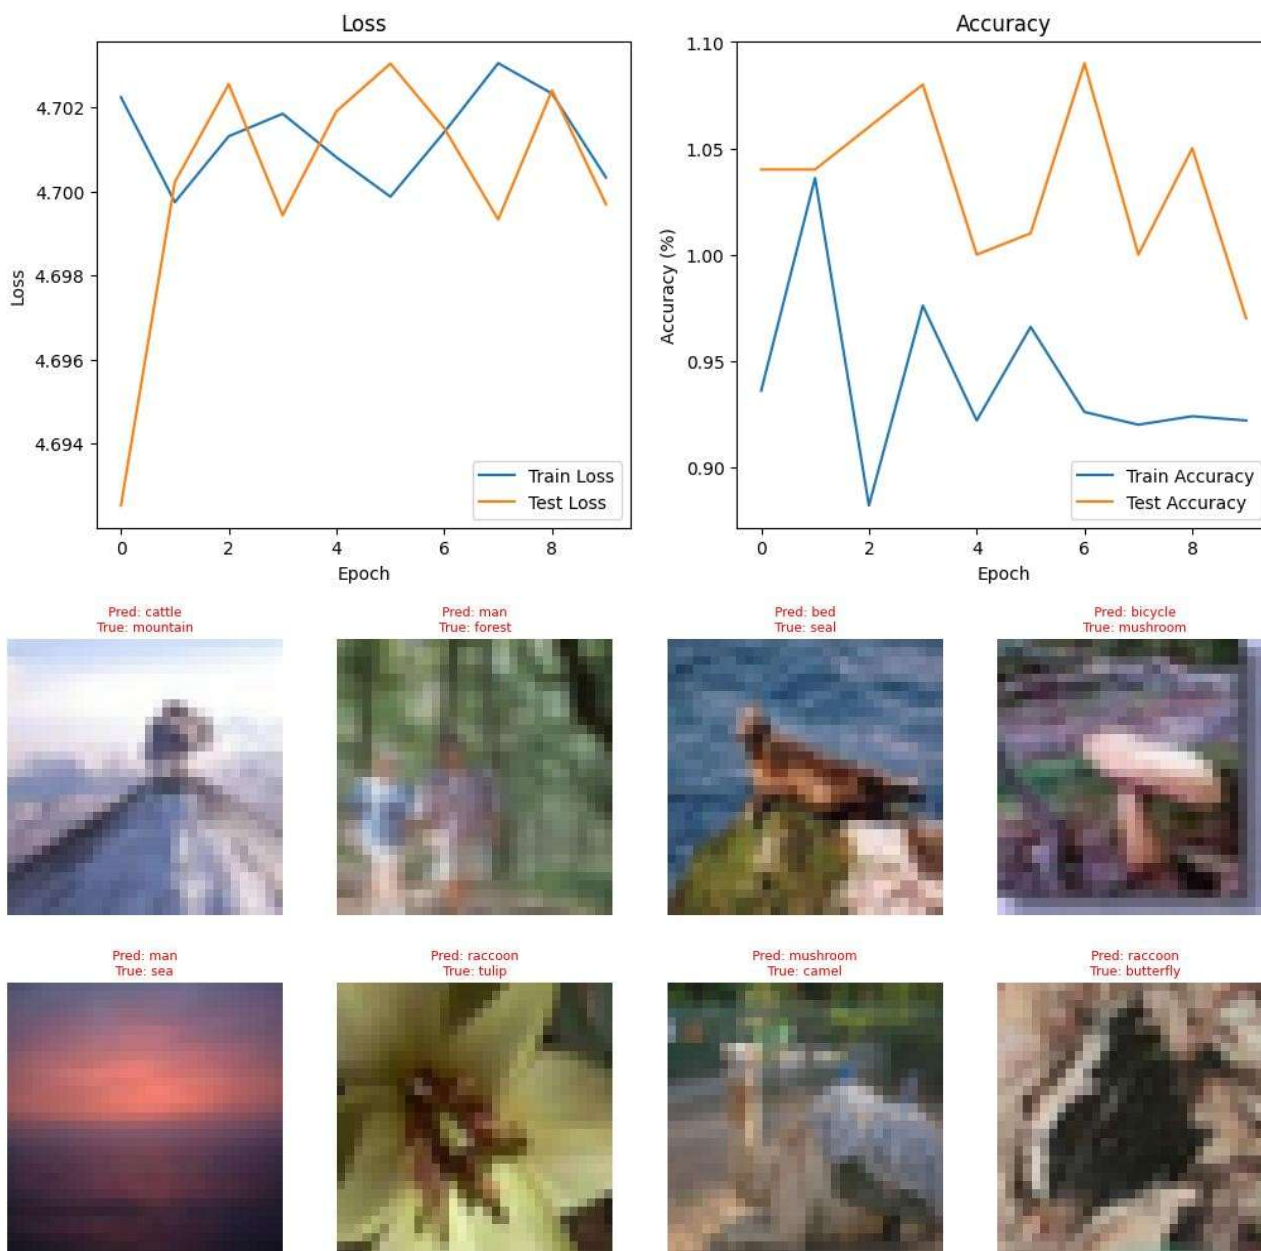 Loss
4.702
4.700
4.698
4.696
4.694
Loss
0 2 4 6 8
Epoch
Train Loss
Test Loss
Accuracy
1.10
1.05
1.00
0.95
0.90
Accuracy (%)
0 2 4 6 8
Epoch
Train Accuracy
Test Accuracy
Pred: cattle
True: mountain
Pred: man
True: forest
Pred: bed
True: seal
Pred: bicycle
True: mushroom
Pred: man
True: sea
Pred: raccoon
True: tulip
Pred: mushroom
True: camel
Pred: raccoon
True: butterfly